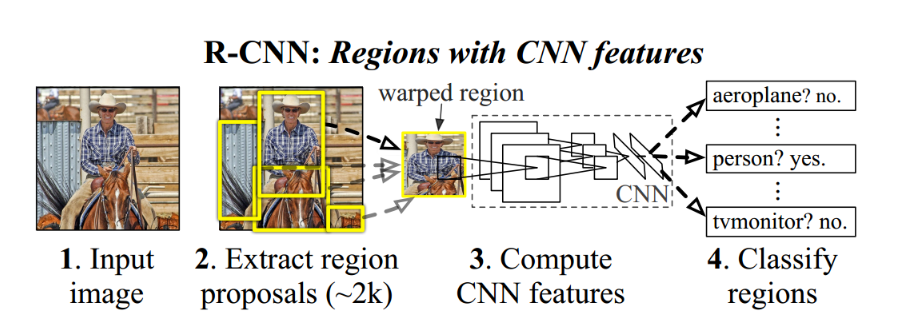 R-CNN: Regions with CNN features
warped region
aeroplane? no.
⋮
person? yes.
⋮
tvmonitor? no.
CNN
1. Input
image
2. Extract region
proposals (~2k)
3. Compute
CNN features
4. Classify
regions